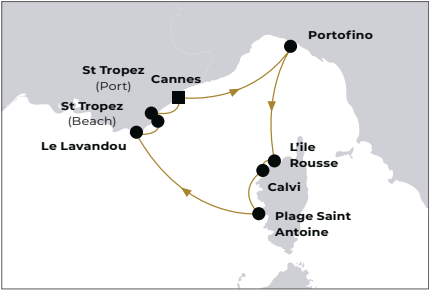 Portofino
St Tropez
(Port)
Cannes
St Tropez
(Beach)
Le Lavandou
L'ile
Rousse
Calvi
Plage Saint
Antoine